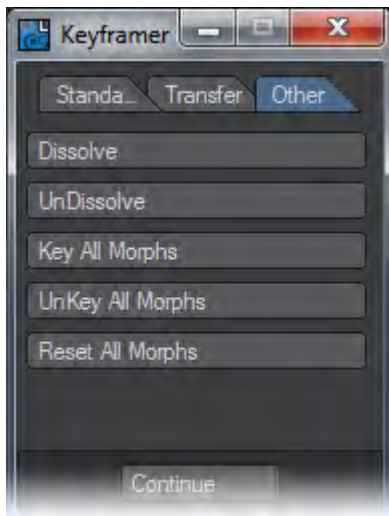 Keyframer
Standa... Transfer Other
Dissolve
UnDissolve
Key All Morphs
UnKey All Morphs
Reset All Morphs
Continue